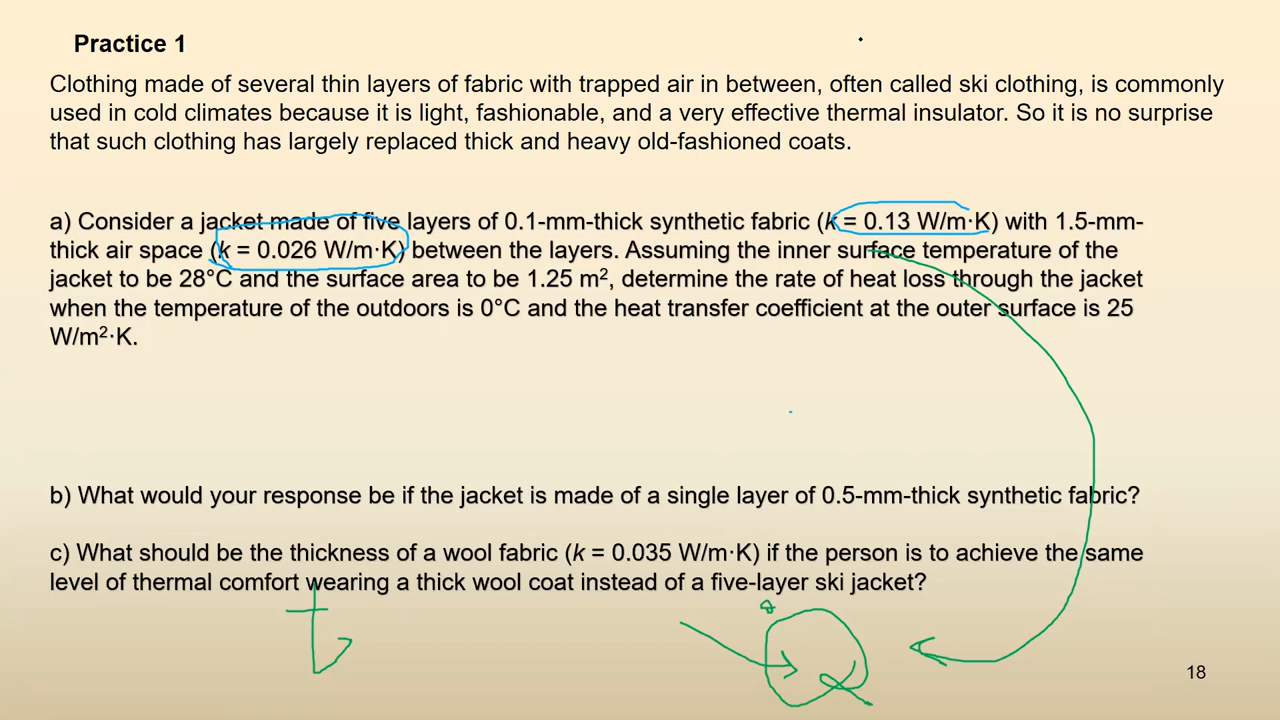 Practice 1
Clothing made of several thin layers of fabric with trapped air in between, often called ski clothing, is commonly
used in cold climates because it is light, fashionable, and a very effective thermal insulator. So it is no surprise
that such clothing has largely replaced thick and heavy old-fashioned coats.
a) Consider a jacket made of five layers of 0.1-mm-thick synthetic fabric (k = 0.13 W/m·K) with 1.5-mm-
thick air space (k = 0.026 W/m·K) between the layers. Assuming the inner surface temperature of the
jacket to be 28°C and the surface area to be 1.25 m², determine the rate of heat loss through the jacket
when the temperature of the outdoors is 0°C and the heat transfer coefficient at the outer surface is 25
W/m²·K.
b) What would your response be if the jacket is made of a single layer of 0.5-mm-thick synthetic fabric?
c) What should be the thickness of a wool fabric (k = 0.035 W/m·K) if the person is to achieve the same
level of thermal comfort wearing a thick wool coat instead of a five-layer ski jacket?
t Q
18